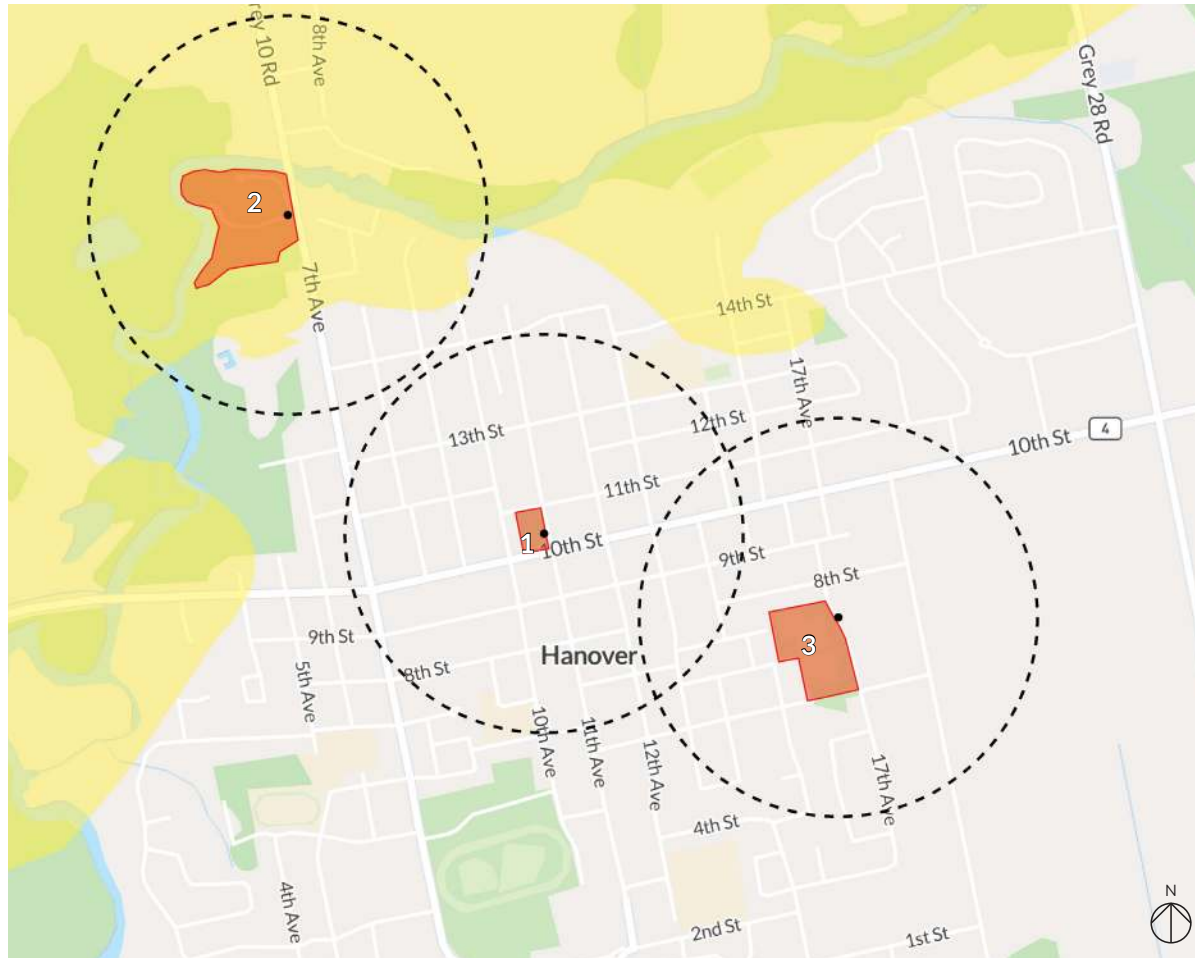 rey 10 Rd
8th Ave
Grey 28 Rd
2
7th Ave
14th St
17th Ave
12th St
13th St
4
10th St
11th St
1
10th St
9th St
8th St
9th St
3
Hanover
8th St
5th Ave
10th Ave
11th Ave
12th Ave
17th Ave
4th St
4th Ave
2nd St
1st St
N